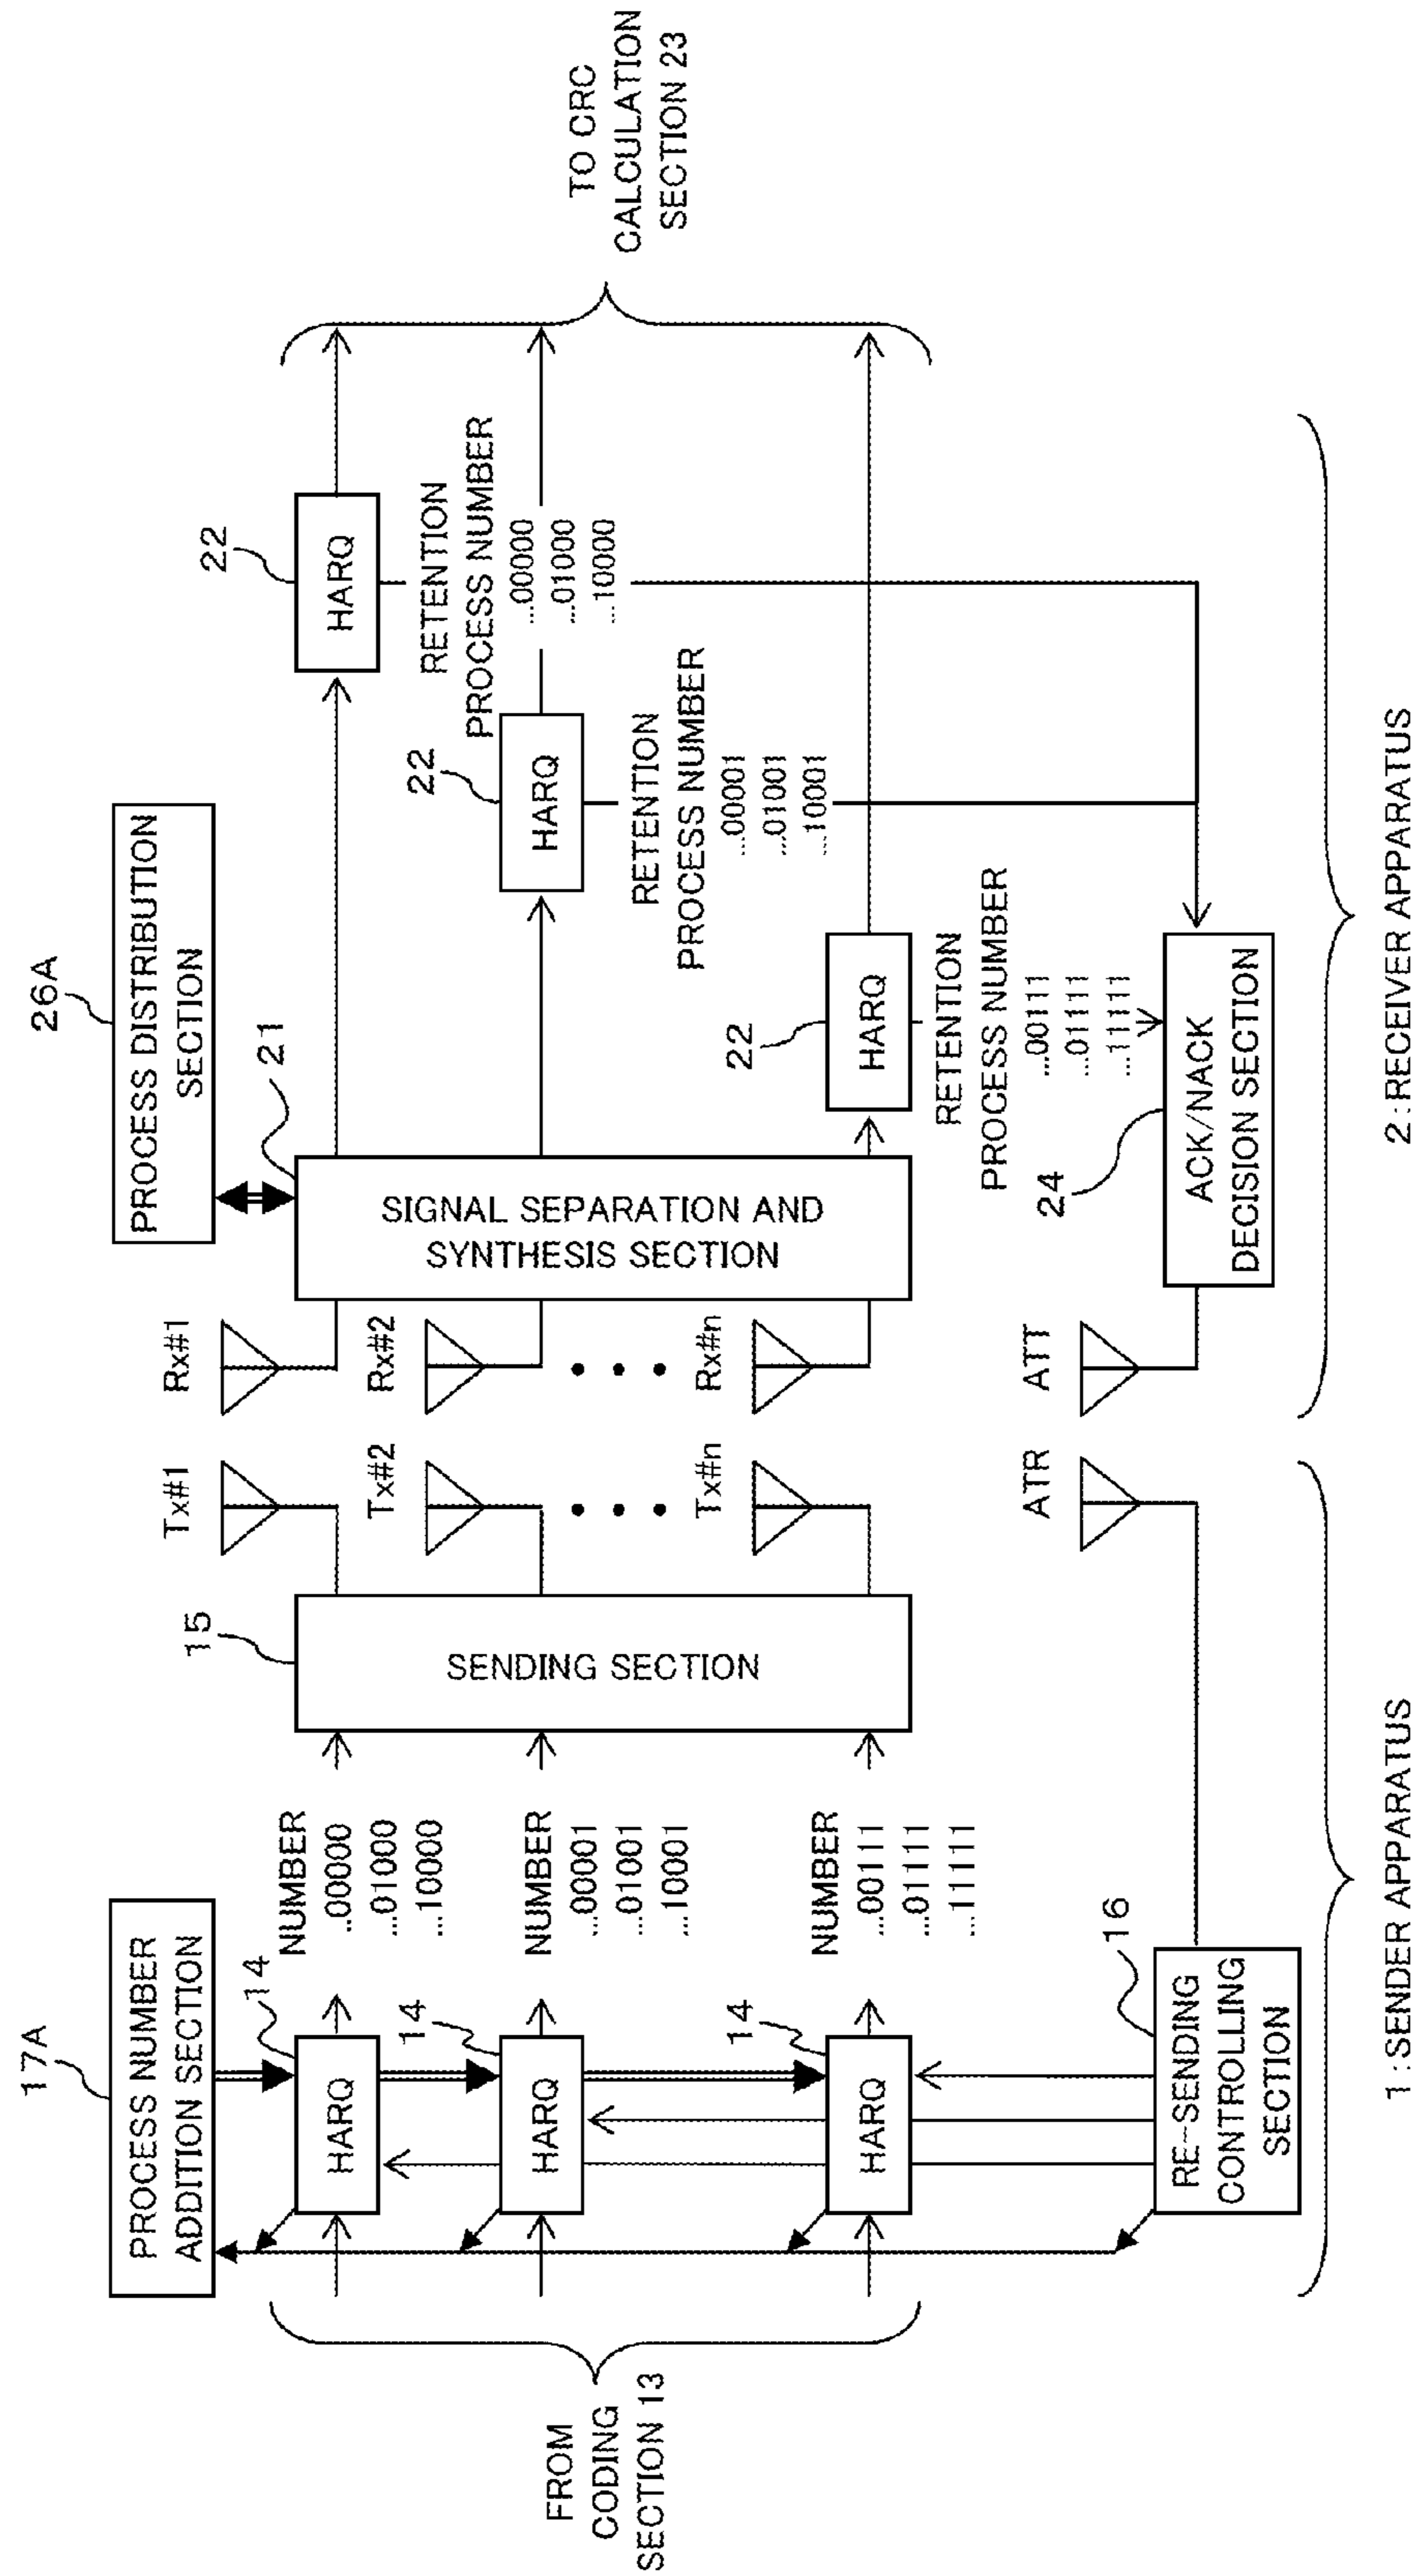 17A
PROCESS NUMBER
ADDITION SECTION
26A
PROCESS DISTRIBUTION
SECTION
FROM
CODING
SECTION 13
14
HARQ
NUMBER
..00000
...01000
...10000
14
HARQ
NUMBER
...00001
...01001
...10001
14
HARQ
NUMBER
...00111
...01111
...11111
15
SENDING SECTION
Tx#1
Tx#2
Tx#n
Rx#1
Rx#2
Rx#n
21
SIGNAL SEPARATION AND
SYNTHESIS SECTION
22
HARQ
RETENTION
PROCESS NUMBER
...00000
...01000
...10000
22
HARQ
RETENTION
PROCESS NUMBER
...00001
...01001
...10001
22
HARQ
RETENTION
PROCESS NUMBER
...00111
...01111
...11111
TO CRC
CALCULATION
SECTION 23
16
RE-SENDING
CONTROLLING
SECTION
ATR
ATT
24
ACK/NACK
DECISION SECTION
1:SENDER APPARATUS
2:RECEIVER APPARATUS